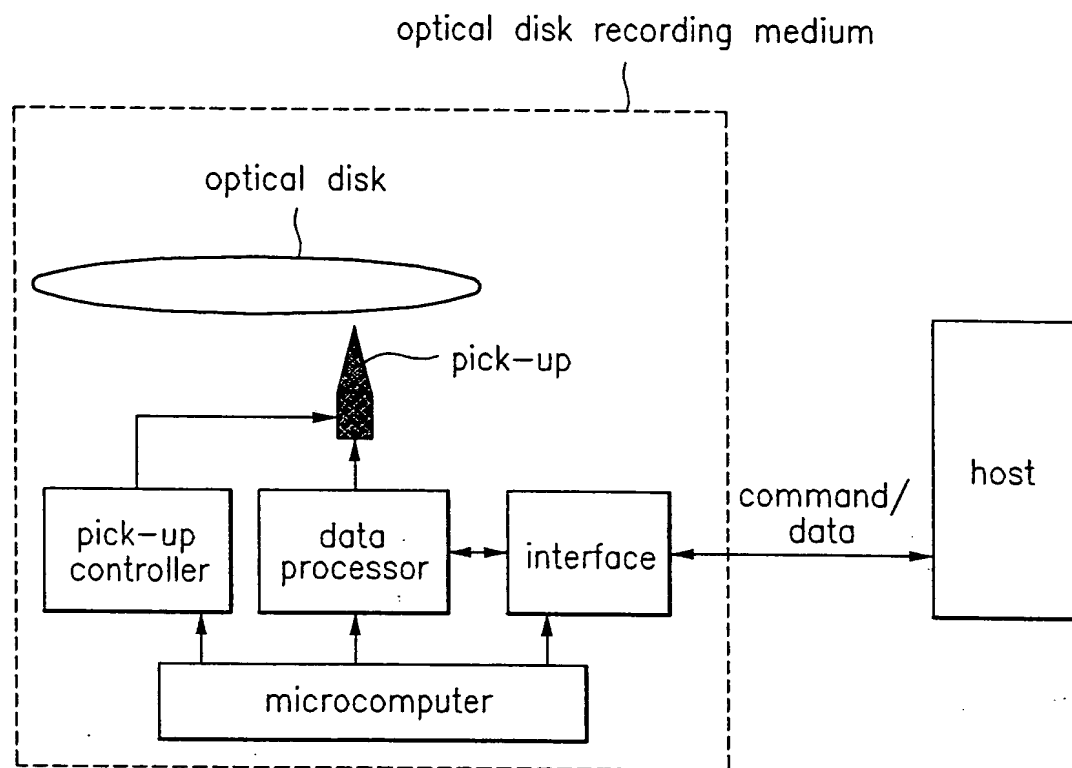 optical disk recording medium
optical disk
pick-up
pick-up
controller
data
processor
interface
command/
data
host
microcomputer